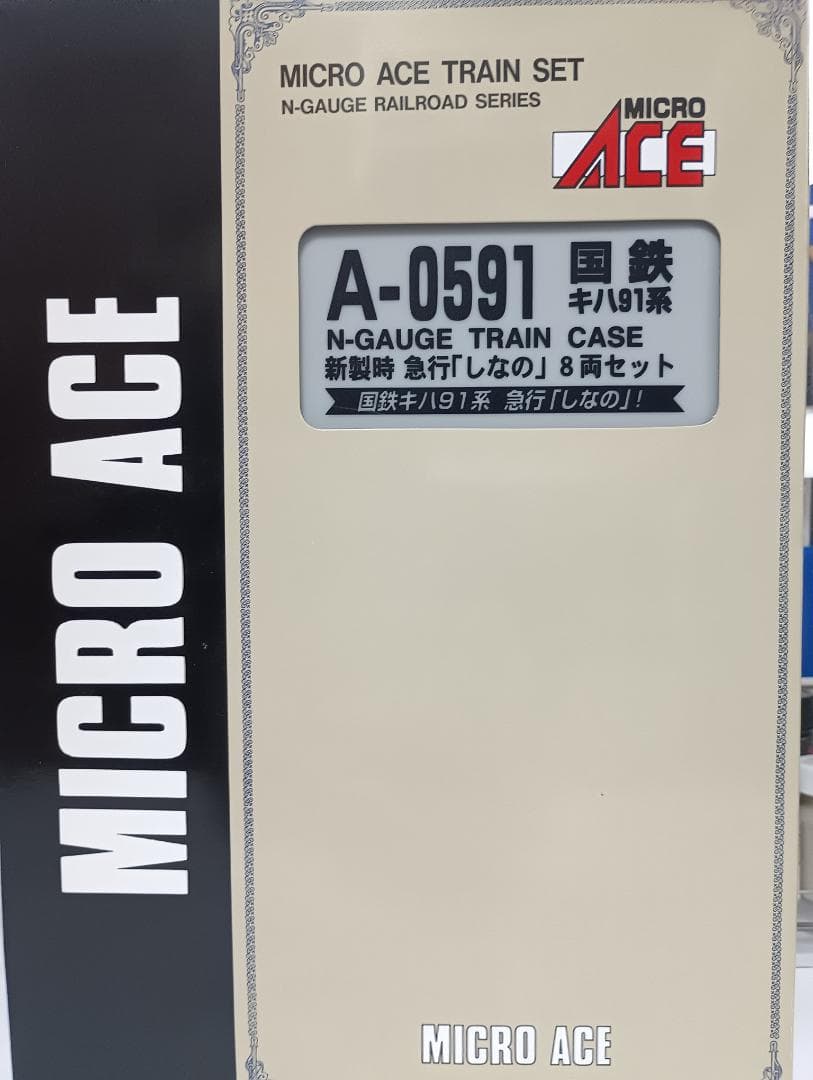 MICRO ACE
MICRO ACE TRAIN SET
N-GAUGE RAILROAD SERIES
MICRO
ACE
A-0591 国鉄
キハ91系
N-GAUGE TRAIN CASE
新製時 急行「しなの」 8両セット
国鉄キハ91系 急行「しなの」!
MICRO ACE